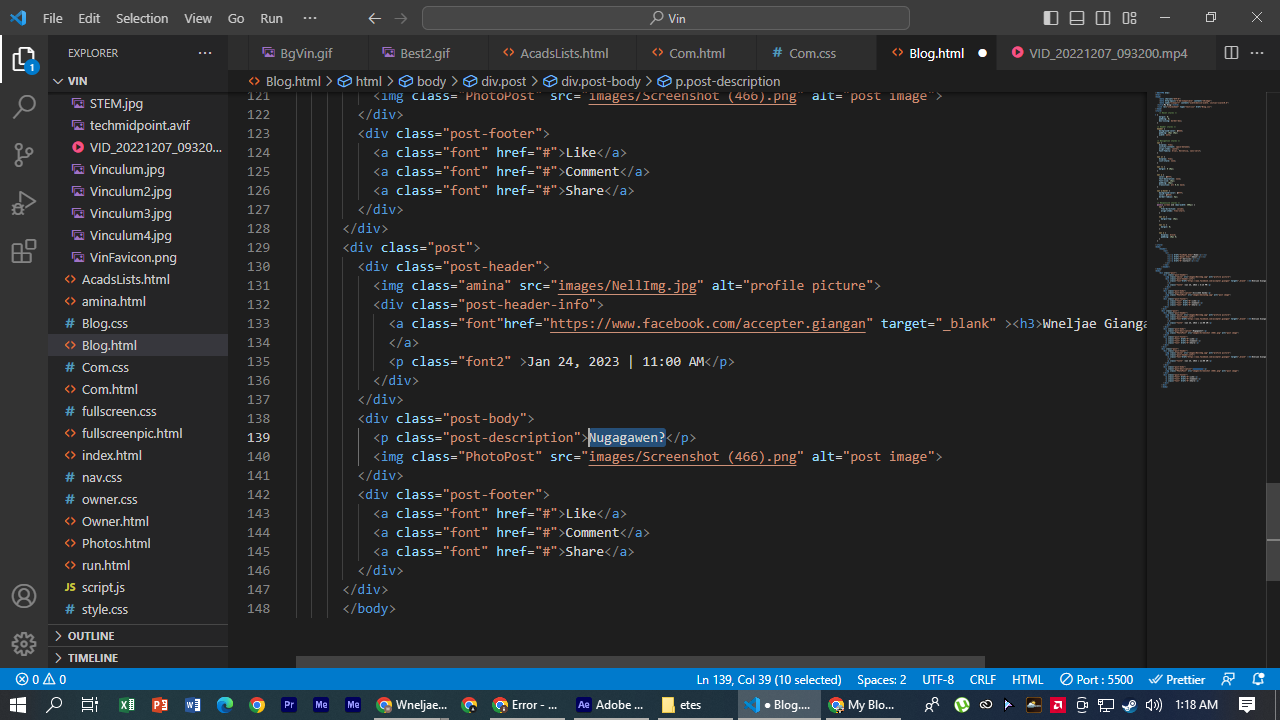 File Edit Selection View Go Run ··· Vin
EXPLORER ···
BgVin.gif Best2.gif AcadsLists.html Com.html Com.css Blog.html VID_20221207_093200.mp4
VIN
Blog.html > html > body > div.post > div.post-body > p.post-description
STEM.jpg
techmidpoint.avif
VID_20221207_09320...
Vinculum.jpg
Vinculum2.jpg
Vinculum3.jpg
Vinculum4.jpg
VinFavicon.png
AcadsLists.html
amina.html
Blog.css
Blog.html
Com.css
Com.html
fullscreen.css
fullscreenpic.html
index.html
nav.css
owner.css
Owner.html
Photos.html
run.html
script.js
style.css
OUTLINE
TIMELINE
121 <img class="PhotoPost" src="images/Screenshot (466).png" alt="post image">
122 </div>
123 <div class="post-footer">
124 <a class="font" href="#">Like</a>
125 <a class="font" href="#">Comment</a>
126 <a class="font" href="#">Share</a>
127 </div>
128 </div>
129 <div class="post">
130 <div class="post-header">
131 <img class="amina" src="images/NellImg.jpg" alt="profile picture">
132 <div class="post-header-info">
133 <a class="font"href="https://www.facebook.com/accepter.giangan" target="_blank" ><h3>Wneljae Gianga
134 </a>
135 <p class="font2" >Jan 24, 2023 | 11:00 AM</p>
136 </div>
137 </div>
138 <div class="post-body">
139 <p class="post-description">Nugagawen?</p>
140 <img class="PhotoPost" src="images/Screenshot (466).png" alt="post image">
141 </div>
142 <div class="post-footer">
143 <a class="font" href="#">Like</a>
144 <a class="font" href="#">Comment</a>
145 <a class="font" href="#">Share</a>
146 </div>
147 </div>
148 </body>
0 0 Ln 139, Col 39 (10 selected) Spaces: 2 UTF-8 CRLF HTML Port : 5500 Prettier
Wneljae... Error - ... Adobe ... etes ● Blog.... My Blo... 1:18 AM